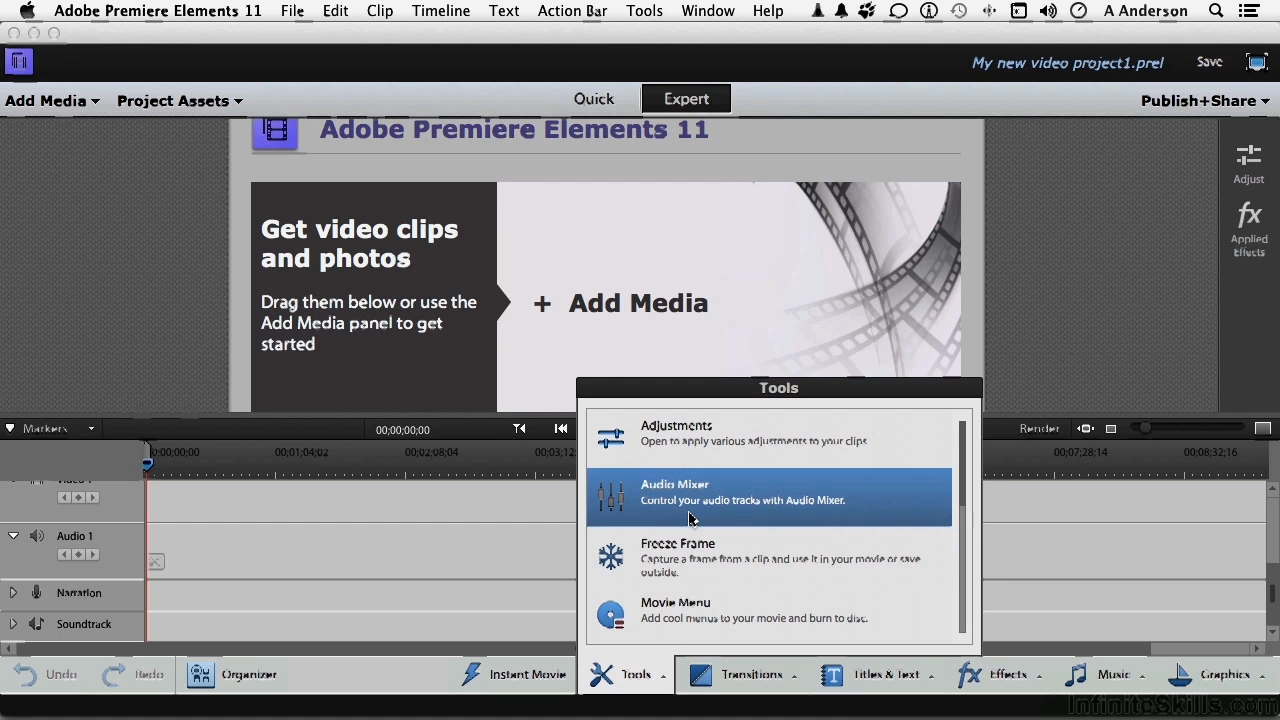 Adobe Premiere Elements 11 File Edit Clip Timeline Text Action Bar Tools Window Help A Anderson
My new video project1.prel Save
Add Media Project Assets Quick Expert Publish+Share
Adobe Premiere Elements 11
Adjust
Applied
Effects
Get video clips
and photos
Drag them below or use the
Add Media panel to get
started
+ Add Media
Tools
Adjustments
Open to apply various adjustments to your clips
Audio Mixer
Control your audio tracks with Audio Mixer.
Freeze Frame
Capture a frame from a clip and use it in your movie or save
outside.
Movie Menu
Add cool menus to your movie and burn to disc.
Markers 00;00;00;00 Render
00;01;04;02 00;02;08;04 00;07;28;14 00;08;32;16
Video 1
Audio 1
Narration
Soundtrack
Undo Redo Organizer Instant Movie Tools Transitions Titles & Text Effects Music Graphics
InfiniteSkills.com